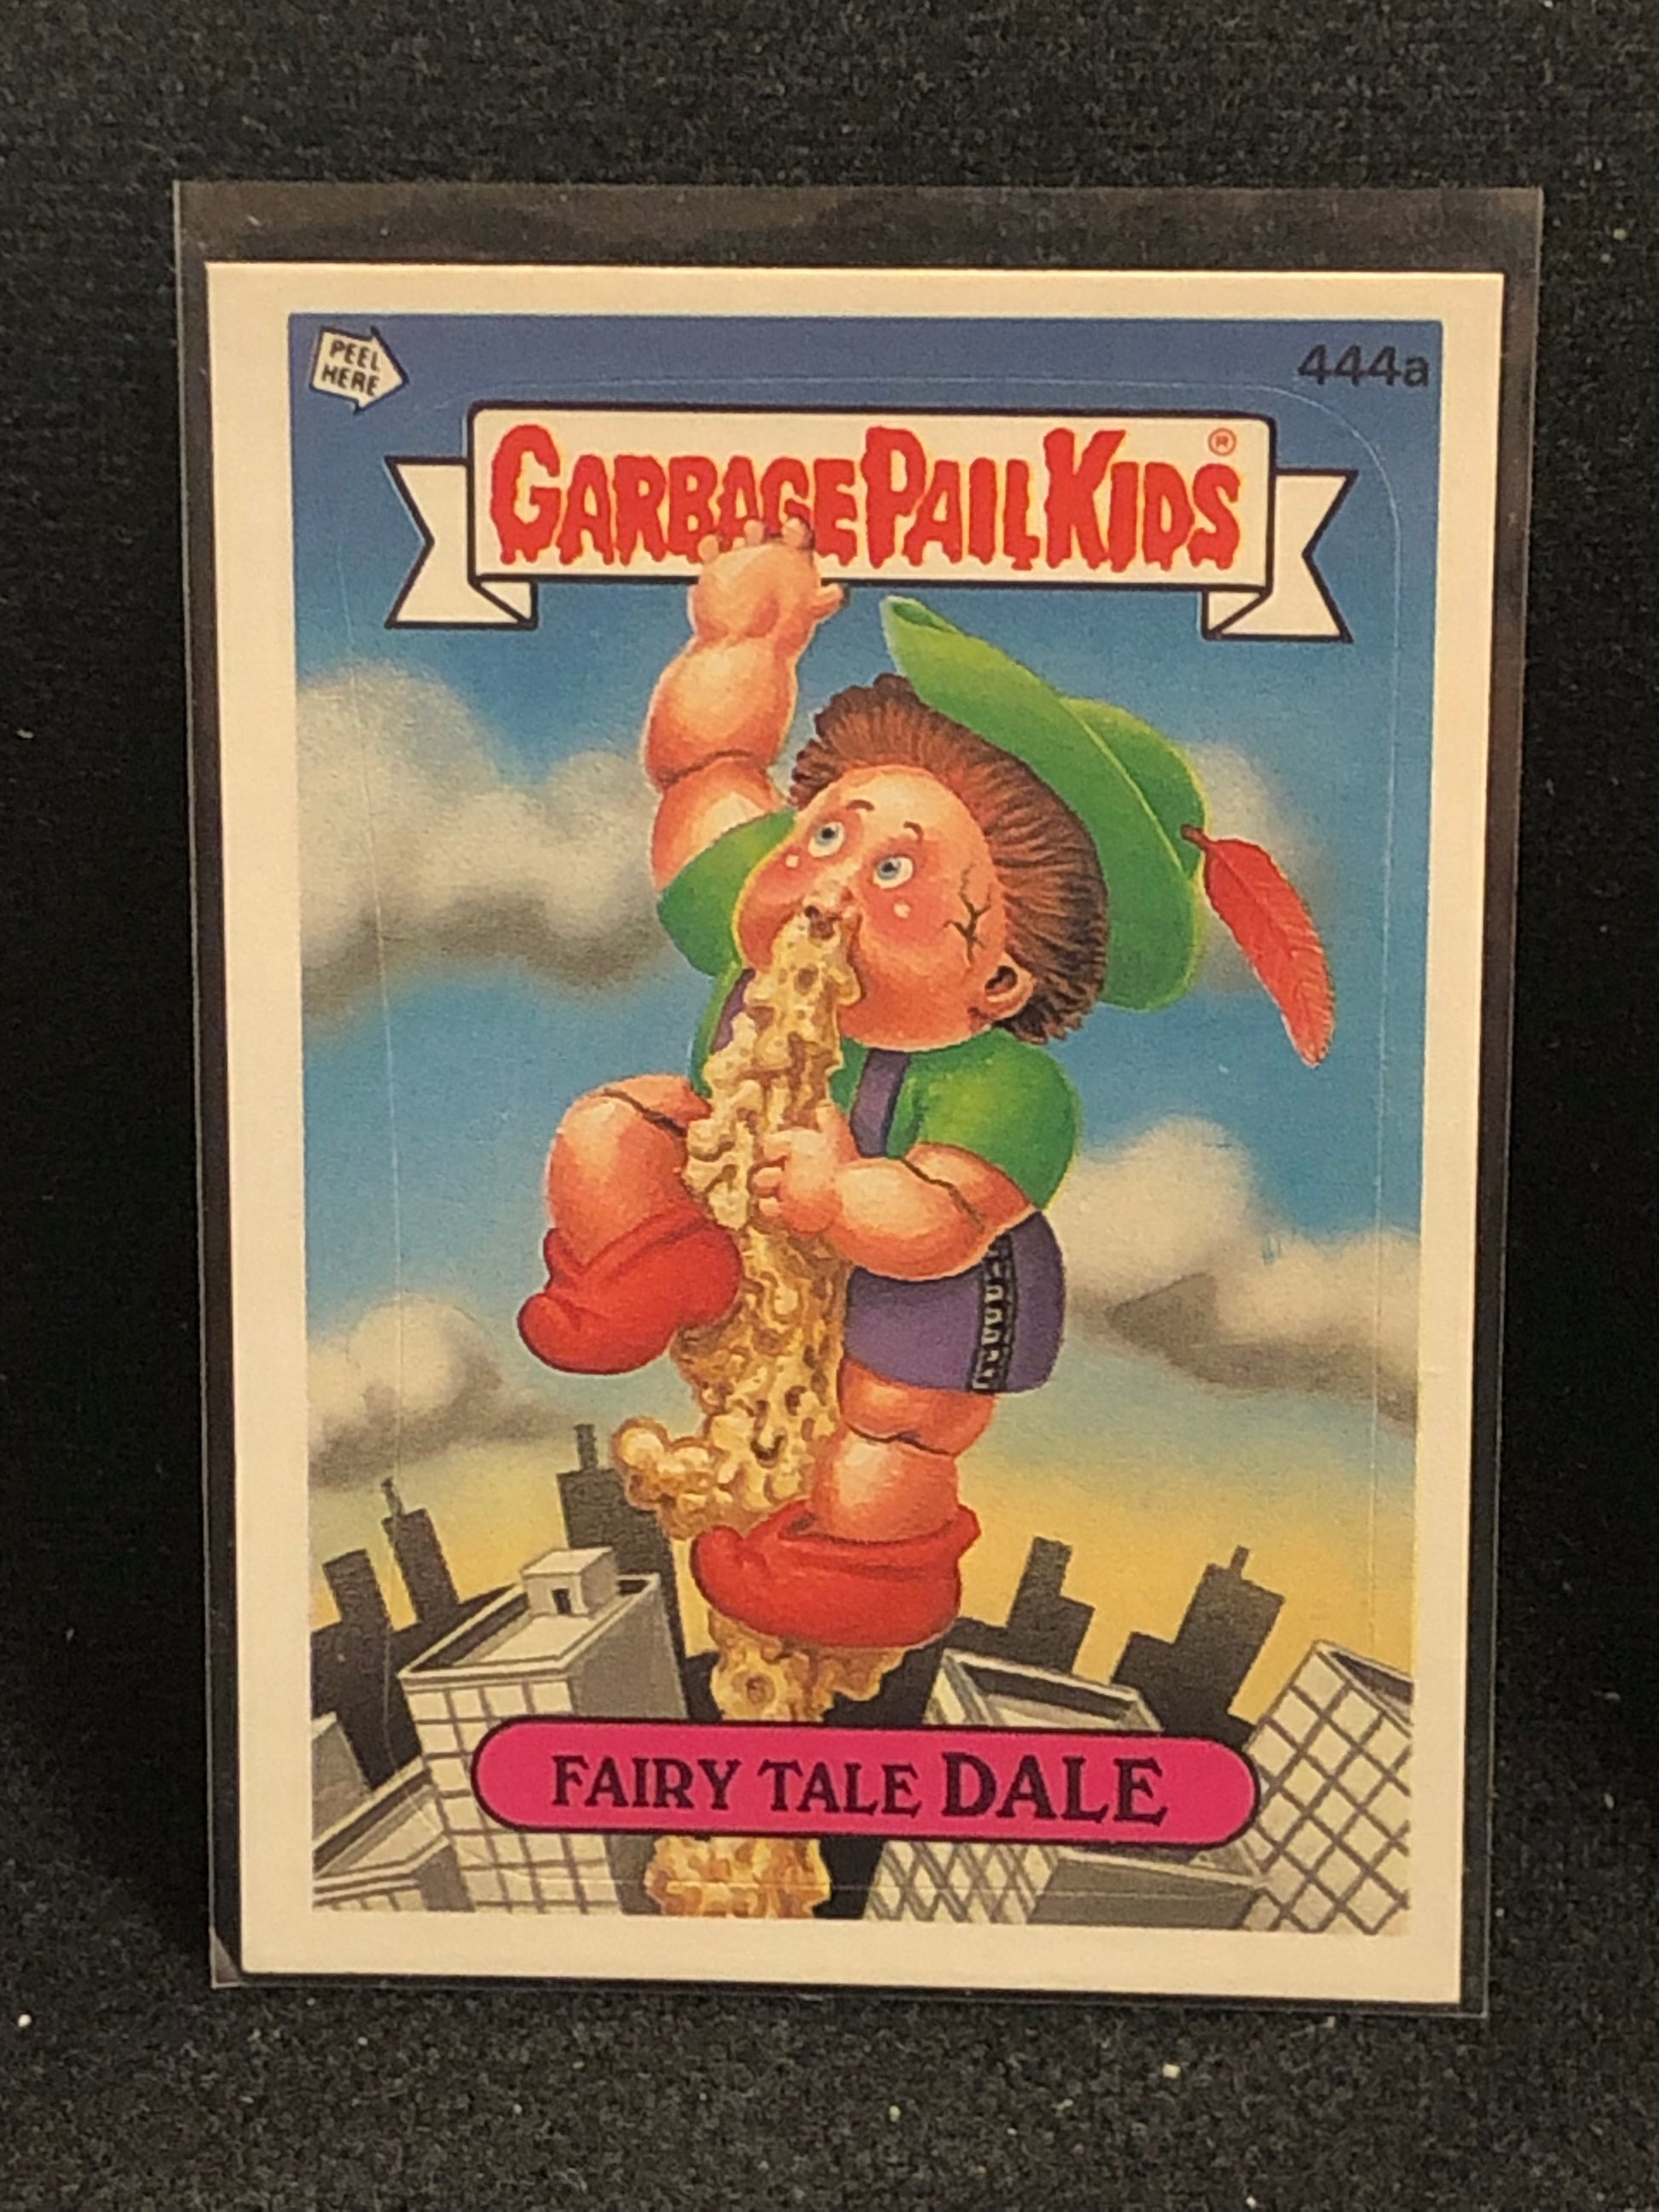 PEEL
HERE
444a
GARBAGE PAIL KIDS®
FAIRY TALE DALE